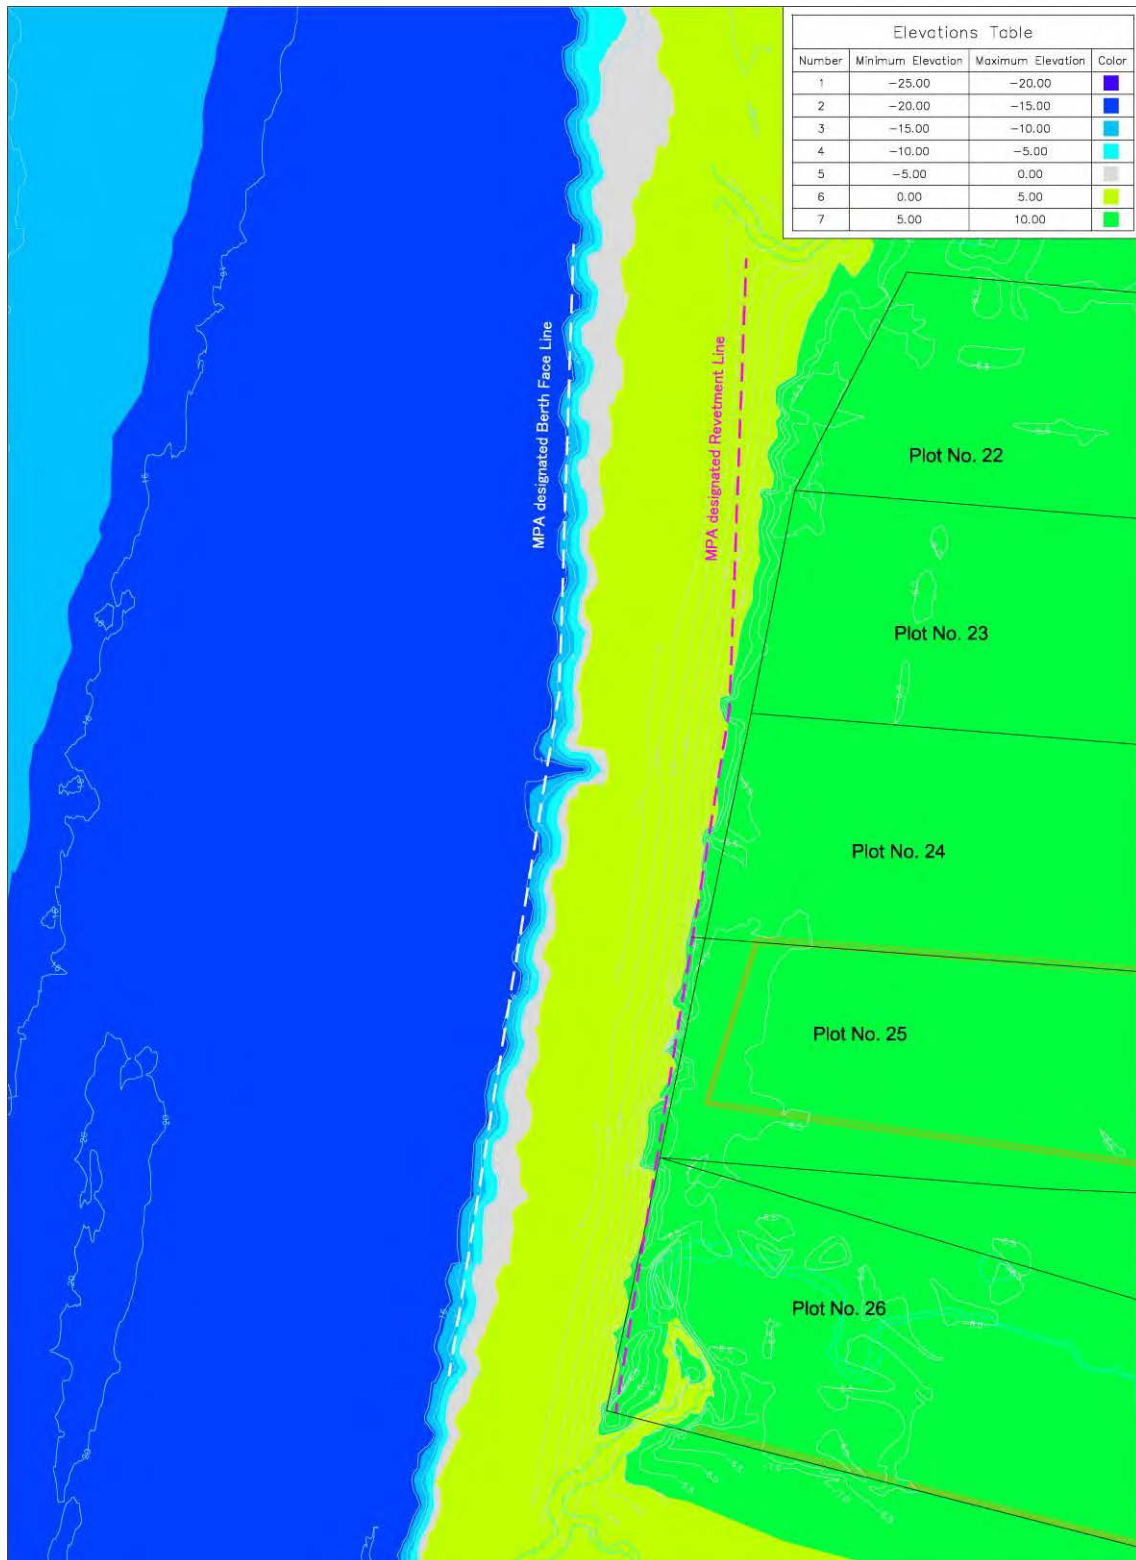 Elevations Table
Number Minimum Elevation Maximum Elevation Color
1 -25.00 -20.00
2 -20.00 -15.00
3 -15.00 -10.00
4 -10.00 -5.00
5 -5.00 0.00
6 0.00 5.00
7 5.00 10.00
MPA designated Berth Face Line
MPA designated Revetment Line
Plot No. 22
Plot No. 23
Plot No. 24
Plot No. 25
Plot No. 26